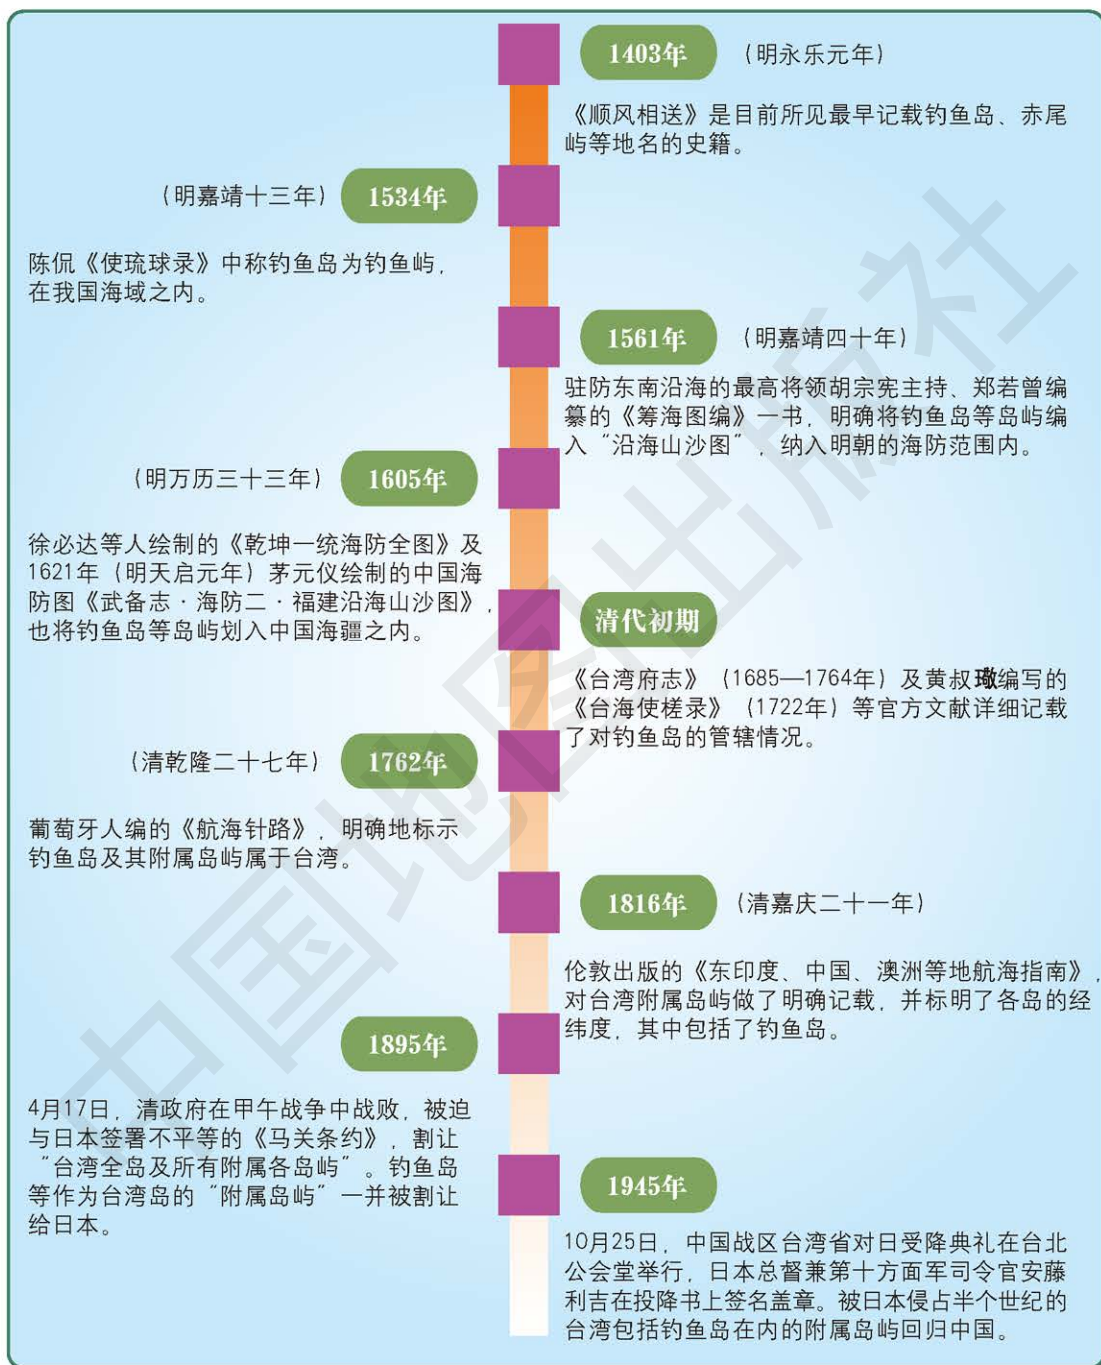 1403年 (明永乐元年)
《顺风相送》是目前所见最早记载钓鱼岛、赤尾
屿等地名的史籍。
(明嘉靖十三年) 1534年
陈侃《使琉球录》中称钓鱼岛为钓鱼屿，
在我国海域之内。
1561年 (明嘉靖四十年)
驻防东南沿海的最高将领胡宗宪主持、郑若曾编
纂的《筹海图编》一书，明确将钓鱼岛等岛屿编
入“沿海山沙图”，纳入明朝的海防范围内。
(明万历三十三年) 1605年
徐必达等人绘制的《乾坤一统海防全图》及
1621年（明天启元年）茅元仪绘制的中国海
防图《武备志·海防二·福建沿海山沙图》，
也将钓鱼岛等岛屿划入中国海疆之内。
清代初期
《台湾府志》（1685—1764年）及黄叔璥编写的
《台海使槎录》（1722年）等官方文献详细记载
了对钓鱼岛的管辖情况。
(清乾隆二十七年) 1762年
葡萄牙人编的《航海针路》，明确地标示
钓鱼岛及其附属岛屿属于台湾。
1816年 (清嘉庆二十一年)
伦敦出版的《东印度、中国、澳洲等地航海指南》，
对台湾附属岛屿做了明确记载，并标明了各岛的经
纬度，其中包括了钓鱼岛。
1895年
4月17日，清政府在甲午战争中战败，被迫
与日本签署不平等的《马关条约》，割让
“台湾全岛及所有附属各岛屿”。钓鱼岛
等作为台湾岛的“附属岛屿”一并被割让
给日本。
1945年
10月25日，中国战区台湾省对日受降典礼在台北
公会堂举行，日本总督兼第十方面军司令官安藤
利吉在投降书上签名盖章。被日本侵占半个世纪的
台湾包括钓鱼岛在内的附属岛屿回归中国。
中国地图出版社